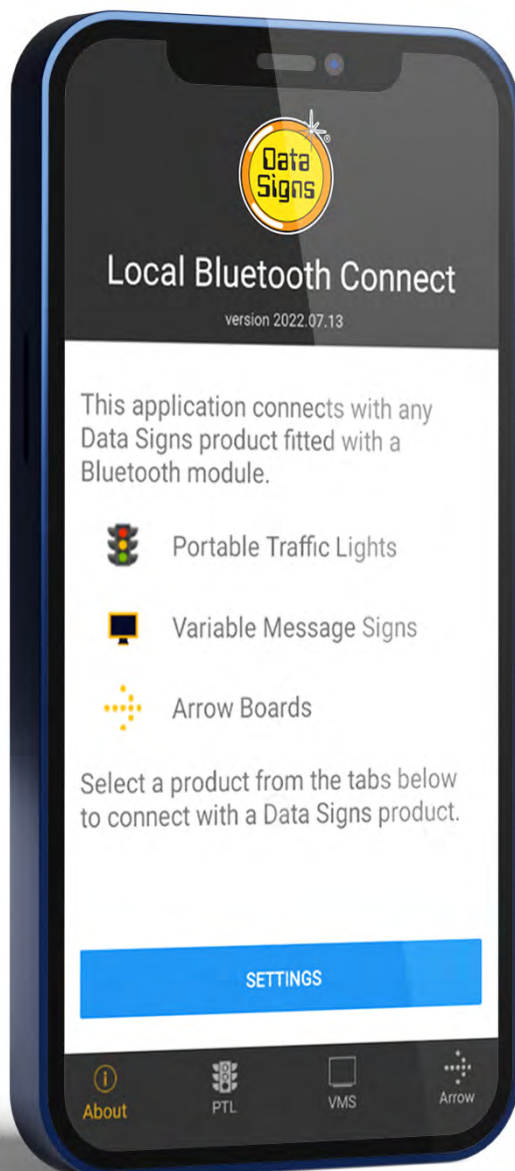 Data
Signs
®
Local Bluetooth Connect
version 2022.07.13
This application connects with any
Data Signs product fitted with a
Bluetooth module.
Portable Traffic Lights
Variable Message Signs
Arrow Boards
Select a product from the tabs below
to connect with a Data Signs product.
SETTINGS
About
PTL
VMS
Arrow